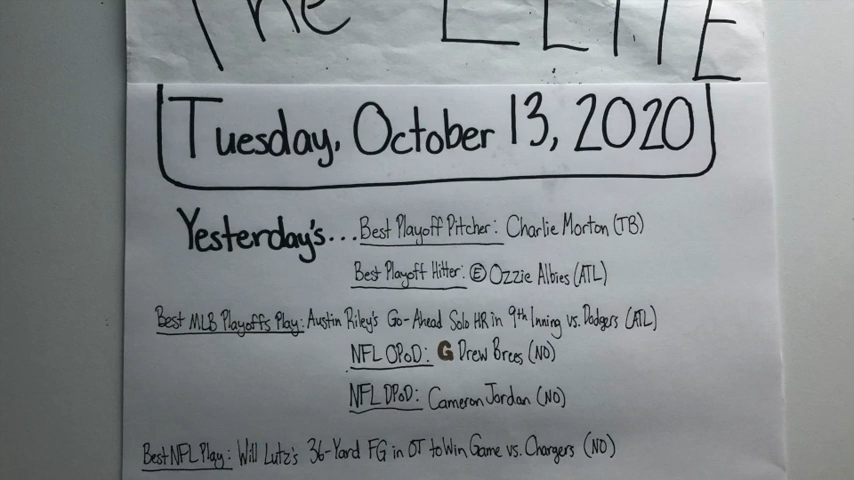 The ELITE
Tuesday, October 13, 2020
Yesterday's... Best Playoff Pitcher: Charlie Morton (TB)
Best Playoff Hitter: Ⓔ Ozzie Albies (ATL)
Best MLB Playoffs Play: Austin Riley's Go-Ahead Solo HR in 9th Inning vs. Dodgers (ATL)
NFL OPoD: G Drew Brees (NO)
NFL DPoD: Cameron Jordan (NO)
Best NFL Play: Will Lutz's 36-Yard FG in OT to Win Game vs. Chargers (NO)